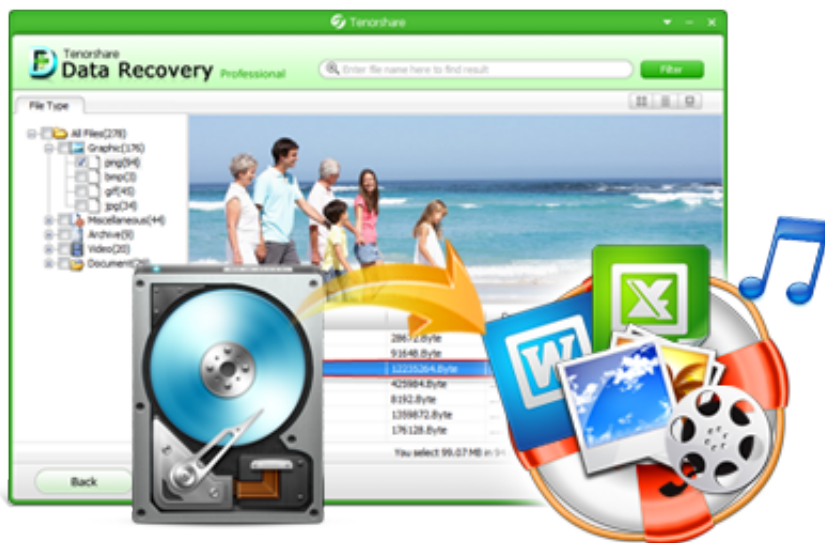 Tenorshare
Tenorshare
Data Recovery Professional
Enter file name here to find result
Filter
File Type
All Files(278)
Graphic(176)
png(94)
bmp(3)
gif(45)
jpg(34)
Miscellaneous(44)
Archive(9)
Video(20)
Document(
28672.Byte
91648.Byte
12235264.Byte
425984.Byte
8192.Byte
1359872.Byte
176128.Byte
You select 99.07 MB in
Back
W
X